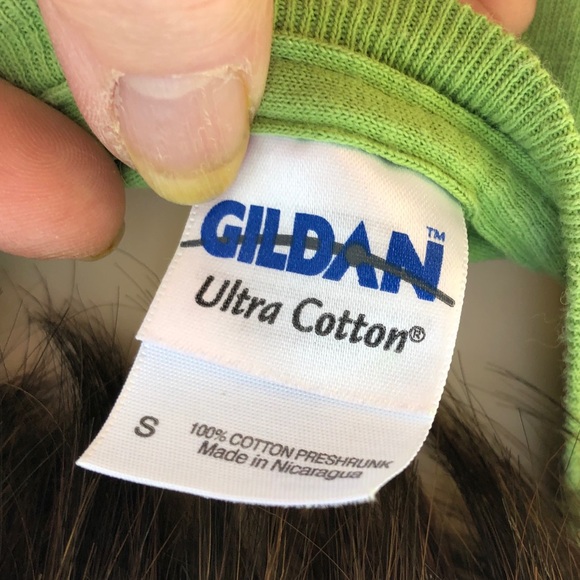 GILDAN™
Ultra Cotton®
S
100% COTTON PRESHRUNK
Made in Nicaragua